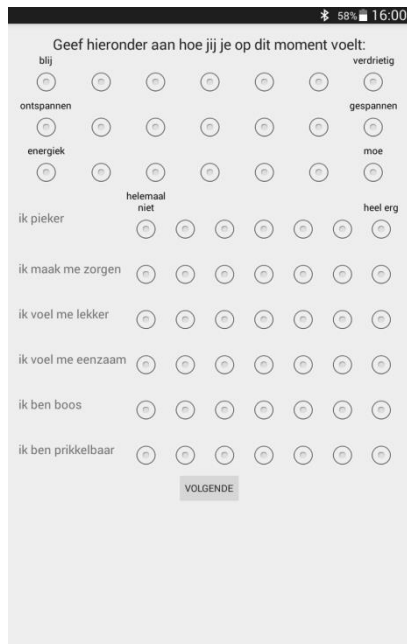 58% 16:00
Geef hieronder aan hoe jij je op dit moment voelt:
blij verdrietig
ontspannen gespannen
energiek moe
helemaal
niet heel erg
ik pieker
ik maak me zorgen
ik voel me lekker
ik voel me eenzaam
ik ben boos
ik ben prikkelbaar
VOLGENDE